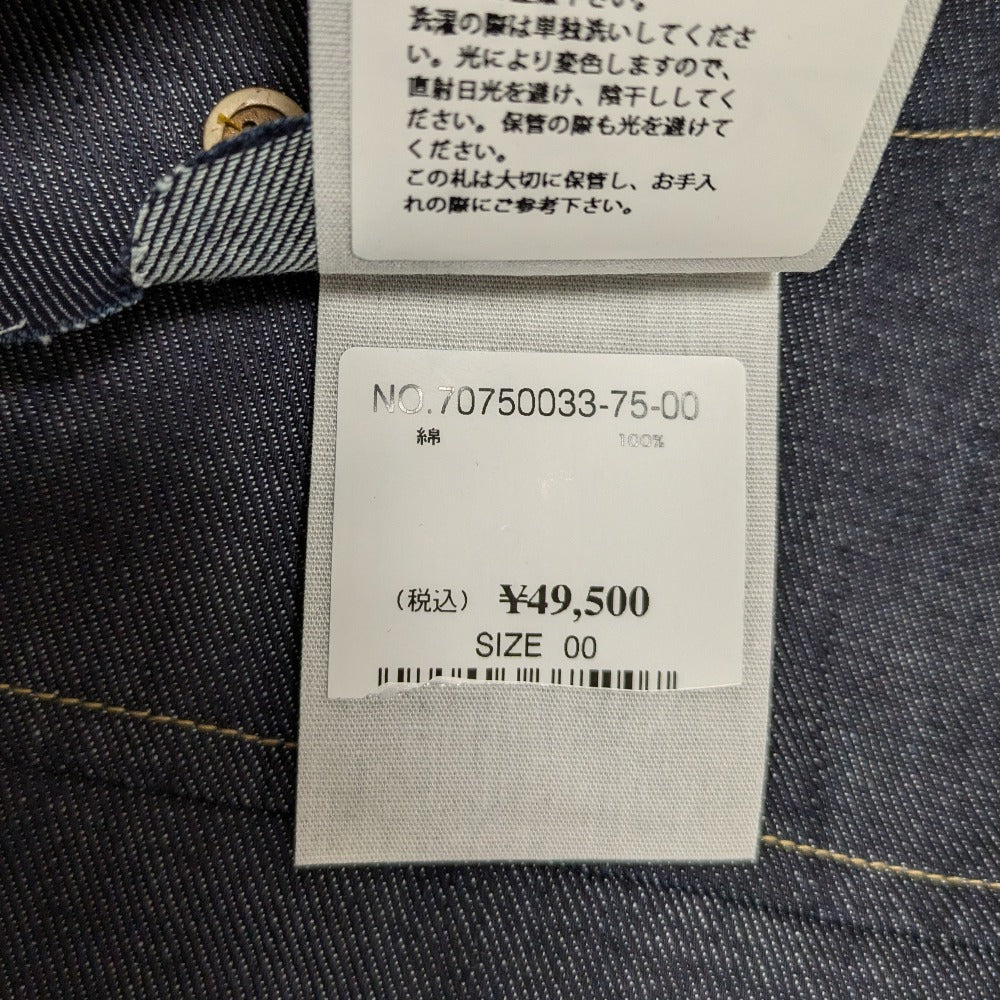 洗濯の際は単独洗いしてくださ
い。光により変色しますので、
直射日光を避け、陰干ししてく
ださい。保管の際も光を避けて
ください。
この札は大切に保管し、お手入
れの際にご参考下さい。
NO.70750033-75-00
綿 100%
(税込) ¥49,500
SIZE 00